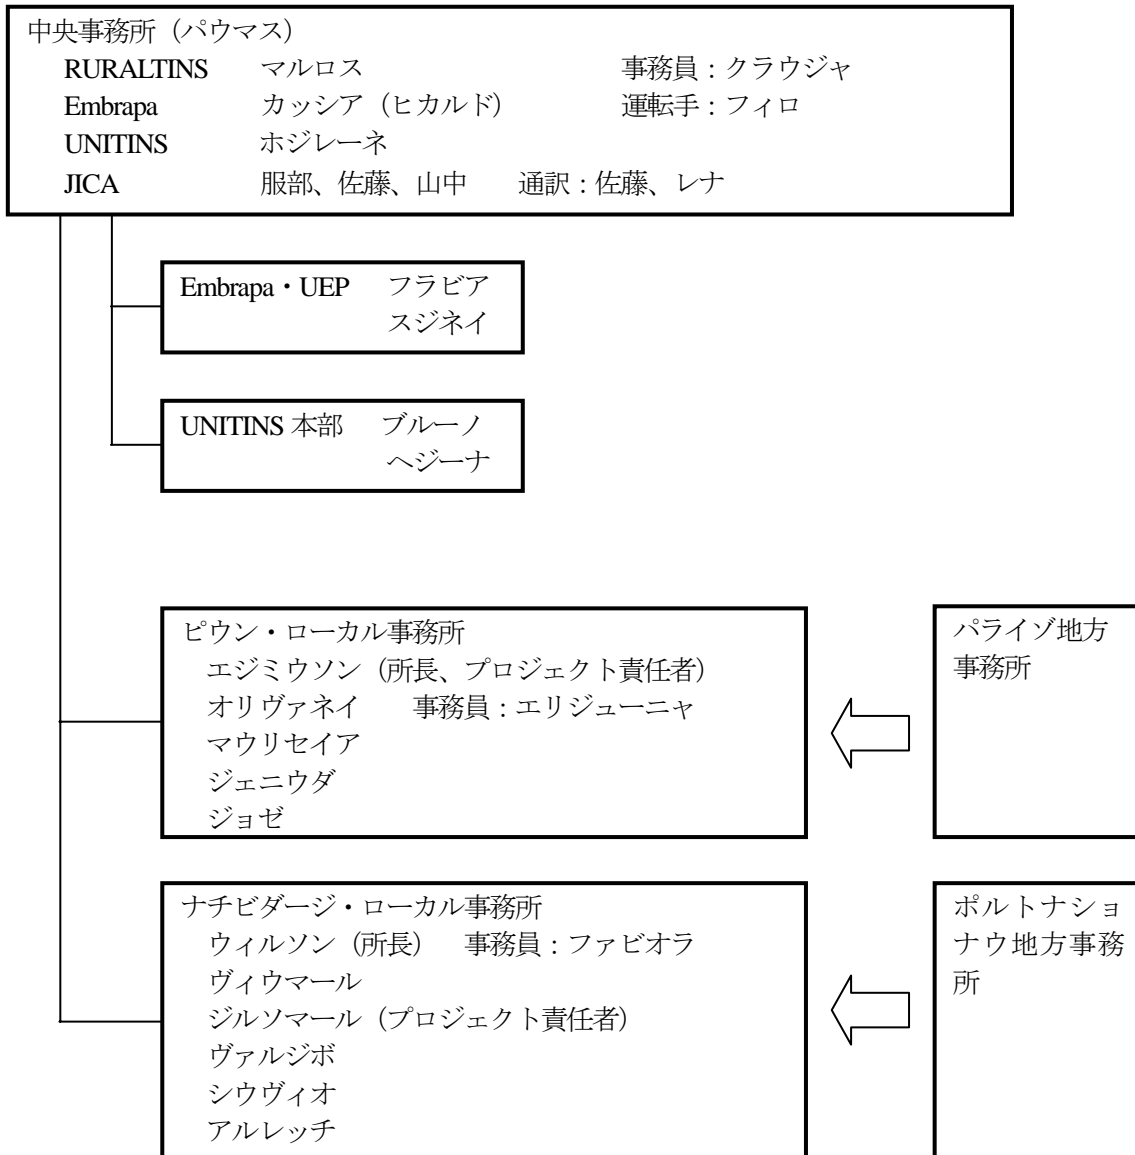 中央事務所（パウマス）
RURALTINS　マルロス　事務員：クラウジャ
Embrapa　カッシア（ヒカルド）　運転手：フィロ
UNITINS　ホジレーネ
JICA　服部、佐藤、山中　通訳：佐藤、レナ
Embrapa・UEP　フラビア
スジネイ
UNITINS 本部　ブルーノ
ヘジーナ
ピウン・ローカル事務所
エジミウソン（所長、プロジェクト責任者）
オリヴァネイ　事務員：エリジューニャ
マウリセイア
ジェニウダ
ジョゼ
パライゾ地方
事務所
ナチビダージ・ローカル事務所
ウィルソン（所長）　事務員：ファビオラ
ヴィウマール
ジルソマール（プロジェクト責任者）
ヴァルジボ
シウヴィオ
アルレッチ
ポルトナショ
ナウ地方事務
所